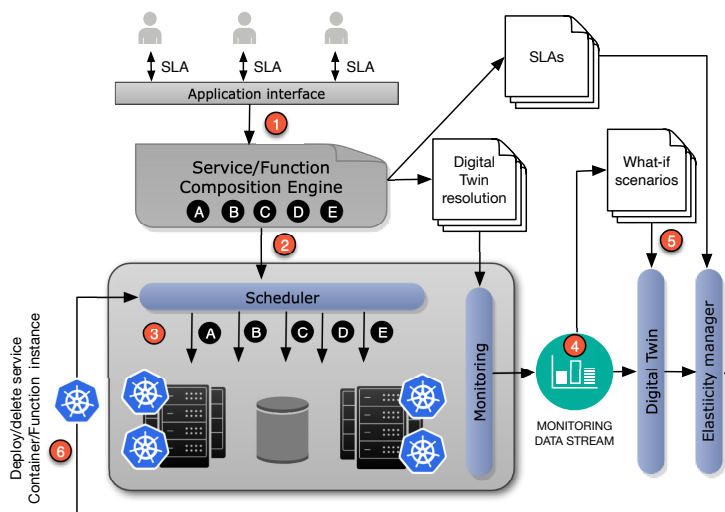 SLA
SLA
SLA
Application interface
1
SLAs
Service/Function
Composition Engine
A B C D E
Digital
Twin
resolution
What-if
scenarios
2
5
Scheduler
3
A B C D E
4
Monitoring
MONITORING
DATA STREAM
Digital Twin
Elastiicity manager
Deploy/delete service
Container/Function instance
6